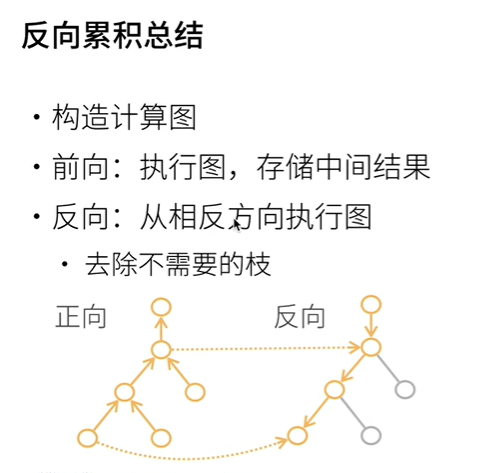 反向累积总结
• 构造计算图
• 前向：执行图，存储中间结果
• 反向：从相反方向执行图
• 去除不需要的枝
正向 反向